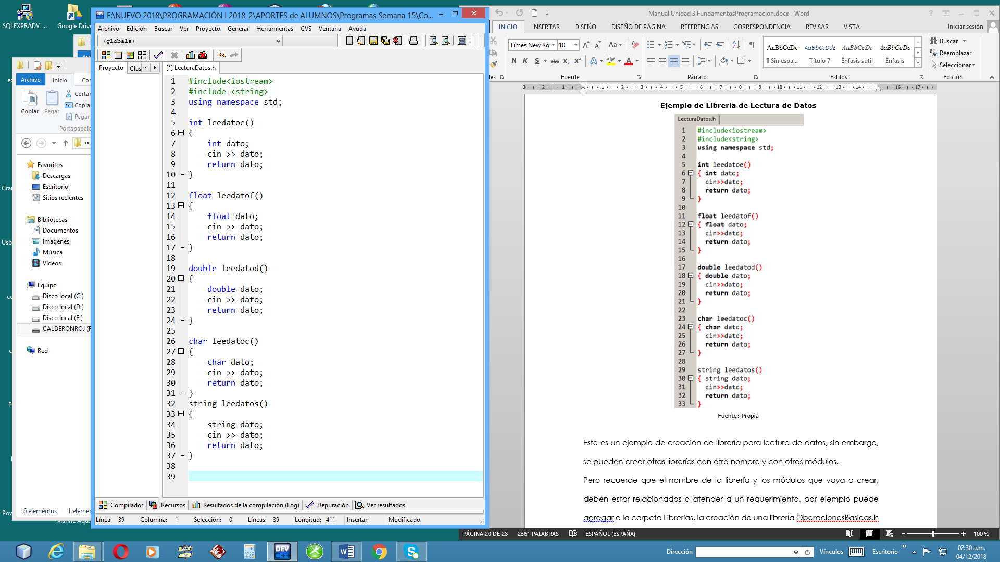 SQLEXPRADV_...
Google Drive
F:\NUEVO 2018\PROGRAMACIÓN I 2018-2\APORTES de ALUMNOS\Programas Semana 15\Co...
Archivo Edición Buscar Ver Proyecto Generar Herramientas CVS Ventana Ayuda
(globals)
Proyecto Clas
[*] LecturaDatos.h
1 #include<iostream>
2 #include <string>
3 using namespace std;
4
5 int leedatoe()
6 {
7 int dato;
8 cin >> dato;
9 return dato;
10 }
11
12 float leedatof()
13 {
14 float dato;
15 cin >> dato;
16 return dato;
17 }
18
19 double leedatod()
20 {
21 double dato;
22 cin >> dato;
23 return dato;
24 }
25
26 char leedatoc()
27 {
28 char dato;
29 cin >> dato;
30 return dato;
31 }
32 string leedatos()
33 {
34 string dato;
35 cin >> dato;
36 return dato;
37 }
38
39
Compilador Recursos Resultados de la compilación (Log) Depuración Ver resultados
Línea: 39 Columna: 1 Selección: 0 Líneas: 39 Longitud: 411 Insertar: Modificado
Archivo Inicio
Copiar Pegar
Cortar
Copia
Pegar
Portapapele
«
Favoritos
Descargas
Escritorio
Sitios recientes
Bibliotecas
Documentos
Imágenes
Música
Vídeos
Equipo
Disco local (C:)
Disco local (D:)
Disco local (E:)
CALDERONROJ (F
Red
6 elementos 1 elemen
Manual Unidad 3 FundamentosProgramacion.docx - Word
INICIO INSERTAR DISEÑO DISEÑO DE PÁGINA REFERENCIAS CORRESPONDENCIA REVISAR VISTA Iniciar sesión
Times New Ro 10
N K S abc x₂ x²
AaBbCcDd AaBbCcDdE AaBbCcDc AaBbCcDc
¶ Sin espa... Título 7 Énfasis sutil Énfasis
Buscar
Reemplazar
Seleccionar
Fuente Párrafo Estilos Edición
Ejemplo de Librería de Lectura de Datos
LecturaDatos.h
1 #include<iostream>
2 #include<string>
3 using namespace std;
4
5 int leedatoe()
6 { int dato;
7 cin>>dato;
8 return dato;
9 }
10
11 float leedatof()
12 { float dato;
13 cin>>dato;
14 return dato;
15 }
16
17 double leedatod()
18 { double dato;
19 cin>>dato;
20 return dato;
21 }
22
23 char leedatoc()
24 { char dato;
25 cin>>dato;
26 return dato;
27 }
28
29 string leedatos()
30 { string dato;
31 cin>>dato;
32 return dato;
33 }
Fuente: Propia
Este es un ejemplo de creación de librería para lectura de datos, sin embargo,
se pueden crear otras librerías con otro nombre y con otros módulos.
Pero recuerde que el nombre de la librería y los módulos que vaya a crear,
deben estar relacionados o atender a un requerimiento, por ejemplo puede
agregar a la carpeta Librerías, la creación de una librería OperacionesBasicas.h
PÁGINA 20 DE 28 2361 PALABRAS ESPAÑOL (ESPAÑA) 100 %
Dirección Vínculos Escritorio
02:30 a.m.
04/12/2018